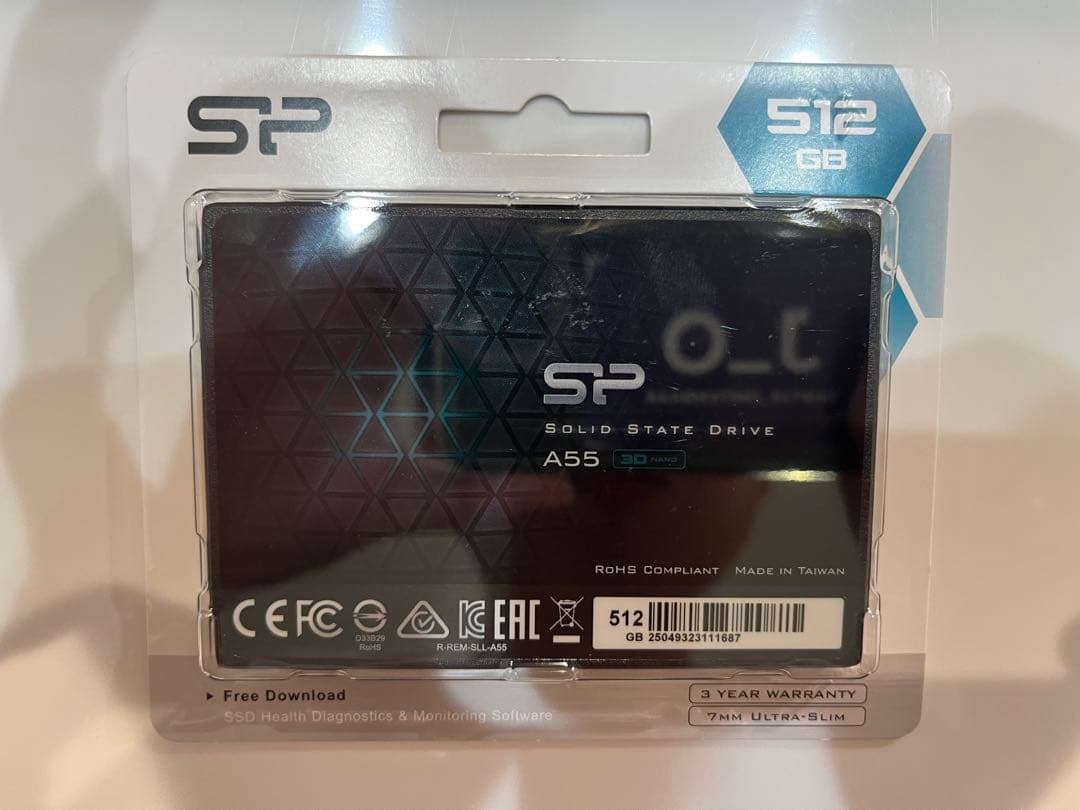 SP
512
GB
SP
SOLID STATE DRIVE
A55 3D NAND
ROHS COMPLIANT MADE IN TAIWAN
CE FC
D33B29
RoHS
R-REM-SLL-A55
EAC
512
GB 25049323111687
▸ Free Download
SSD Health Diagnostics & Monitoring Software
3 YEAR WARRANTY
7MM ULTRA-SLIM